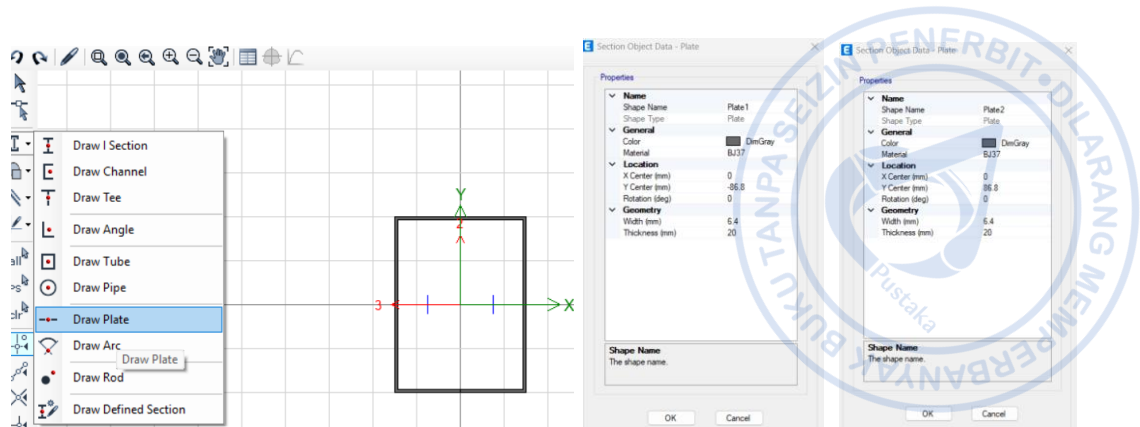 Draw I Section
Draw Channel
Draw Tee
Draw Angle
Draw Tube
Draw Pipe
Draw Plate
Draw Arc
Draw Plate
Draw Rod
Draw Defined Section
all
ps
clr
Y
2
3
X
E Section Object Data - Plate
Properties
Name
Shape Name Plate1
Shape Type Plate
General
Color DimGray
Material BJ37
Location
X Center (mm) 0
Y Center (mm) -86.8
Rotation (deg) 0
Geometry
Width (mm) 6.4
Thickness (mm) 20
Shape Name
The shape name.
OK Cancel
E Section Object Data - Plate
Properties
Name
Shape Name Plate2
Shape Type Plate
General
Color DimGray
Material BJ37
Location
X Center (mm) 0
Y Center (mm) 86.8
Rotation (deg) 0
Geometry
Width (mm) 6.4
Thickness (mm) 20
Shape Name
The shape name.
OK Cancel
DILARANG MEMPERBANYAK BUKU TANPA SEIZIN PENERBIT
Pustaka